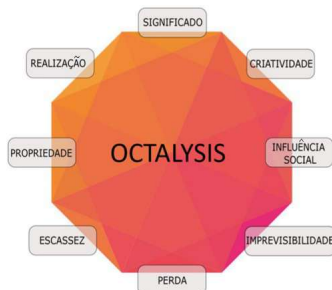 SIGNIFICADO
REALIZAÇÃO
CRIATIVIDADE
PROPRIEDADE
OCTALYSIS
INFLUÊNCIA
SOCIAL
ESCASSEZ
IMPREVISIBILIDADE
PERDA